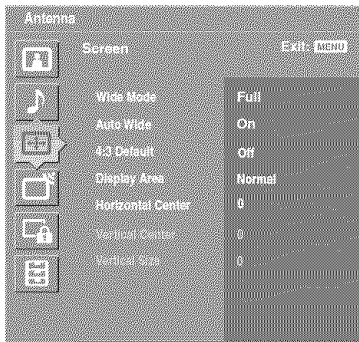 Antenna
Screen Exit: MENU
Wide Mode Full
Auto Wide On
4:3 Default Off
Display Area Normal
Horizontal Center 0
Vertical Center 0
Vertical Size 0